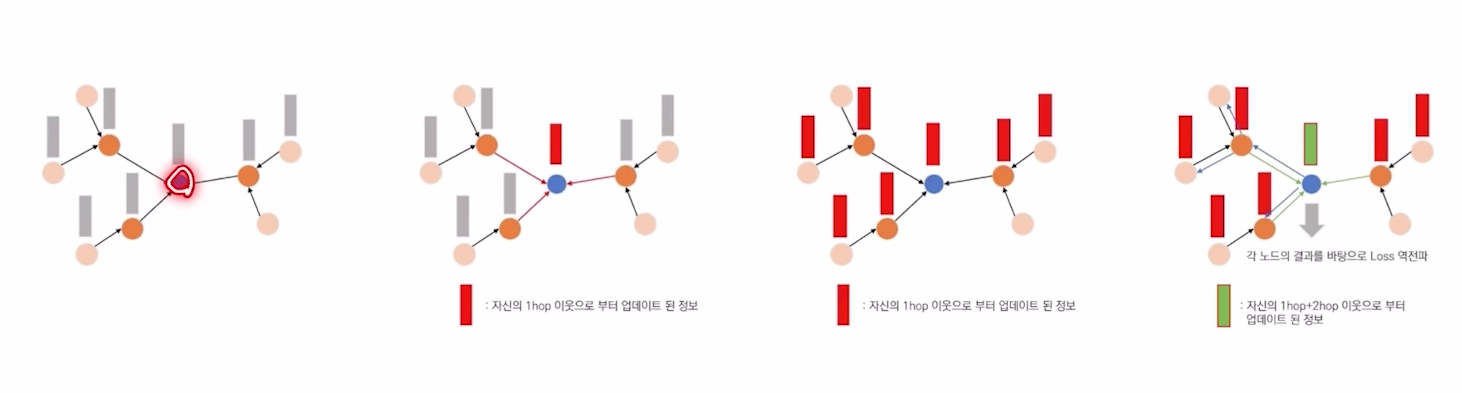 각 노드의 결과를 바탕으로 Loss 역전파
: 자신의 1hop 이웃으로 부터 업데이트 된 정보
: 자신의 1hop 이웃으로 부터 업데이트 된 정보
: 자신의 1hop+2hop 이웃으로 부터
업데이트 된 정보